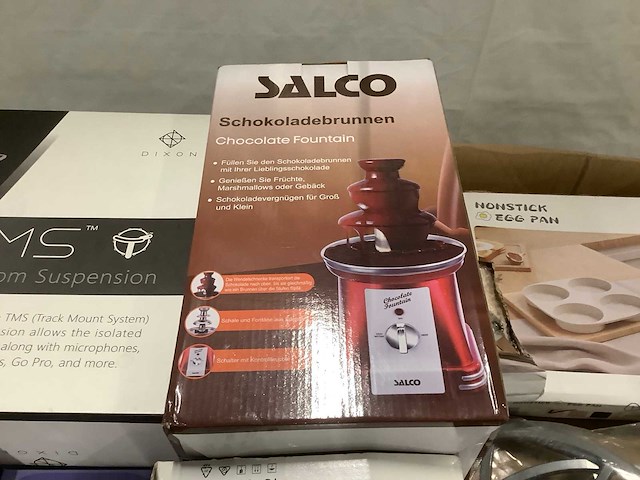 SALCO
Schokoladebrunnen
Chocolate Fountain
• Füllen Sie den Schokoladebrunnen
mit Ihrer Lieblingsschokolade
• Genießen Sie Früchte,
Marshmallows oder Gebäck
• Schokoladevergnügen für Groß
und Klein
Chocolate
Fountain
SALCO
DIXON
MS™
om Suspension
TMS (Track Mount System)
sion allows the isolated
along with microphones,
s, Go Pro, and more.
NONSTICK
EGG PAN